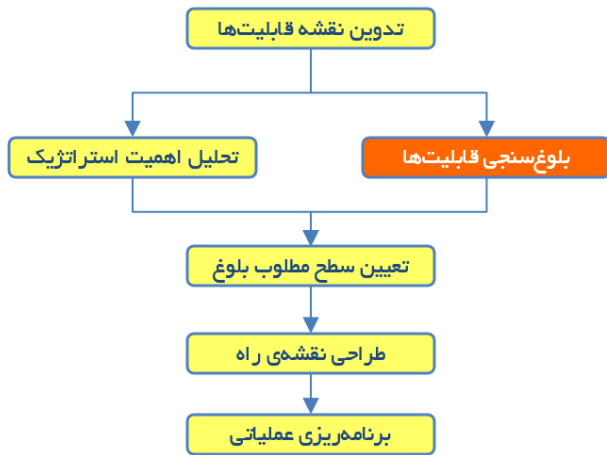 تدوین نقشه قابلیت‌ها
بلوغ‌سنجی قابلیت‌ها
تحلیل اهمیت استراتژیک
تعیین سطح مطلوب بلوغ
طراحی نقشه‌ی راه
برنامه‌ریزی عملیاتی